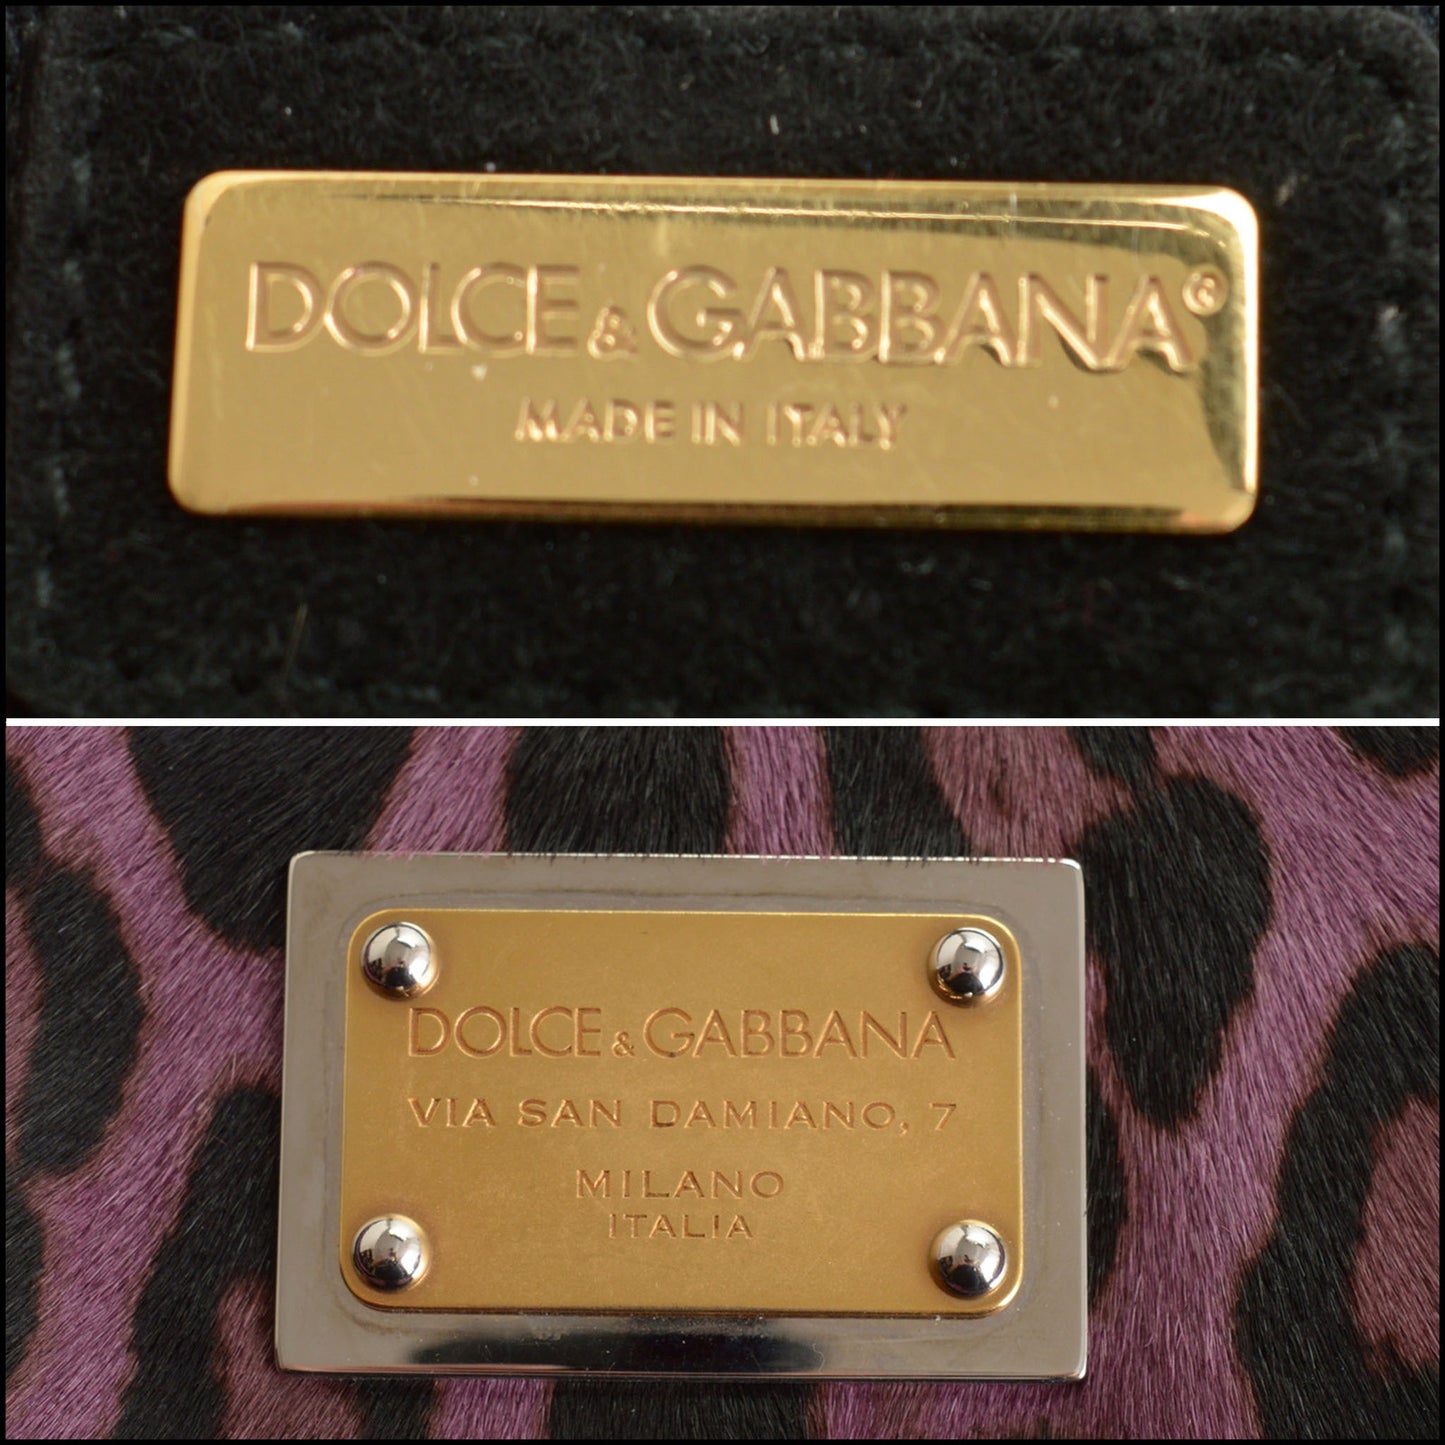 DOLCE & GABBANA®
MADE IN ITALY
DOLCE & GABBANA
VIA SAN DAMIANO, 7
MILANO
ITALIA